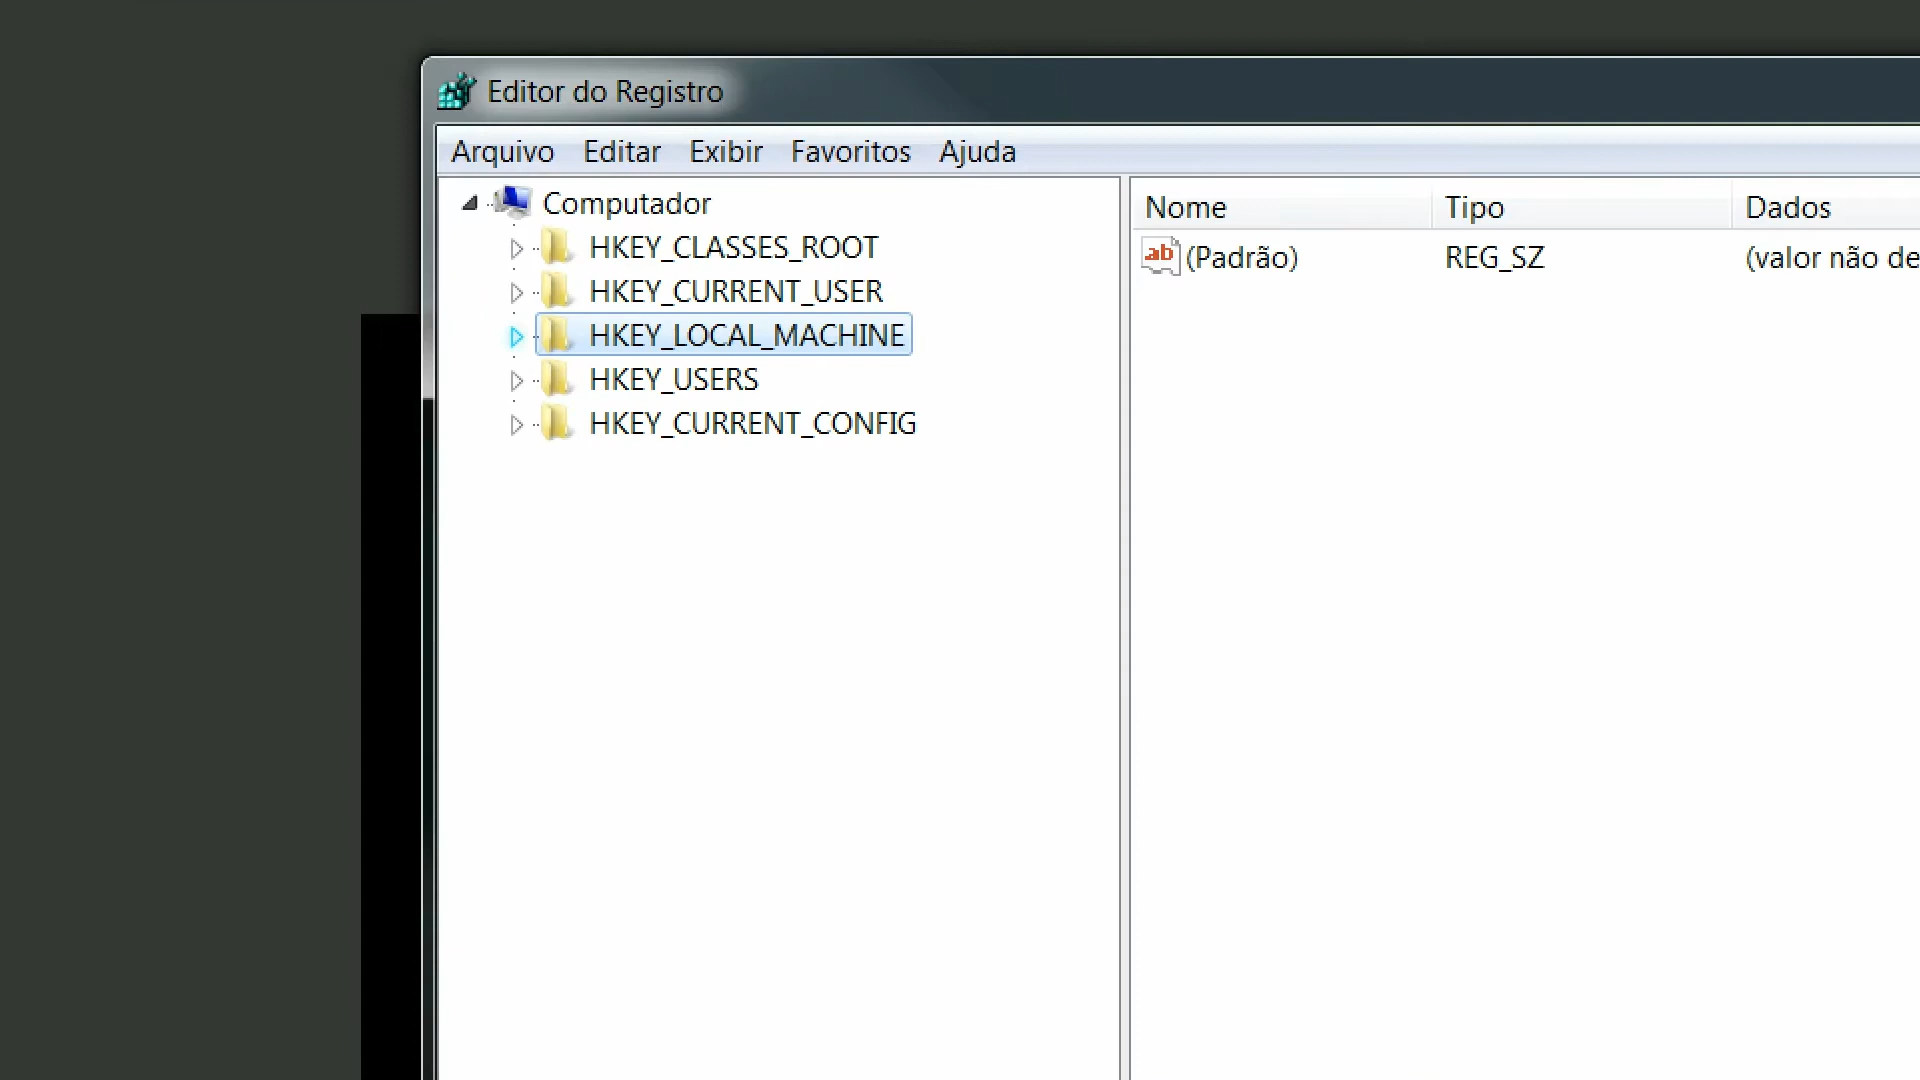 Editor do Registro
Arquivo Editar Exibir Favoritos Ajuda
Computador
HKEY_CLASSES_ROOT
HKEY_CURRENT_USER
HKEY_LOCAL_MACHINE
HKEY_USERS
HKEY_CURRENT_CONFIG
Nome Tipo Dados
ab (Padrão) REG_SZ (valor não de